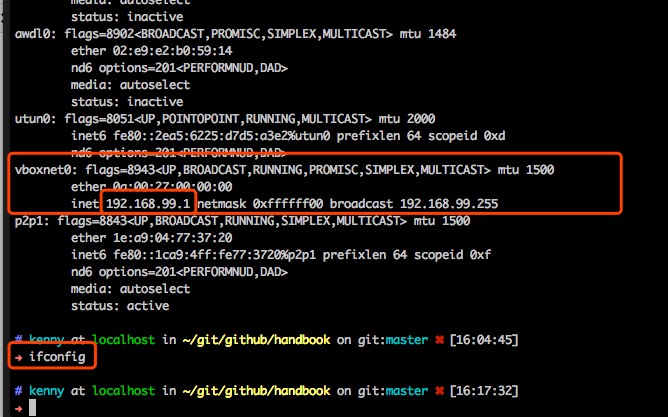 media: autoselect
status: inactive
awdl0: flags=8902<BROADCAST,PROMISC,SIMPLEX,MULTICAST> mtu 1484
ether 02:e9:e2:b0:59:14
nd6 options=201<PERFORMNUD,DAD>
media: autoselect
status: inactive
utun0: flags=8051<UP,POINTOPOINT,RUNNING,MULTICAST> mtu 2000
inet6 fe80::2ea5:6225:d7d5:a3e2%utun0 prefixlen 64 scopeid 0xd
nd6 options=201<PERFORMNUD,DAD>
vboxnet0: flags=8943<UP,BROADCAST,RUNNING,PROMISC,SIMPLEX,MULTICAST> mtu 1500
ether 0a:00:27:00:00:00
inet 192.168.99.1 netmask 0xffffff00 broadcast 192.168.99.255
p2p1: flags=8843<UP,BROADCAST,RUNNING,SIMPLEX,MULTICAST> mtu 1500
ether 1e:a9:04:77:37:20
inet6 fe80::1ca9:4ff:fe77:3720%p2p1 prefixlen 64 scopeid 0xf
nd6 options=201<PERFORMNUD,DAD>
media: autoselect
status: active
# kenny at localhost in ~/git/github/handbook on git:master ✖ [16:04:45]
→ ifconfig
# kenny at localhost in ~/git/github/handbook on git:master ✖ [16:17:32]
→